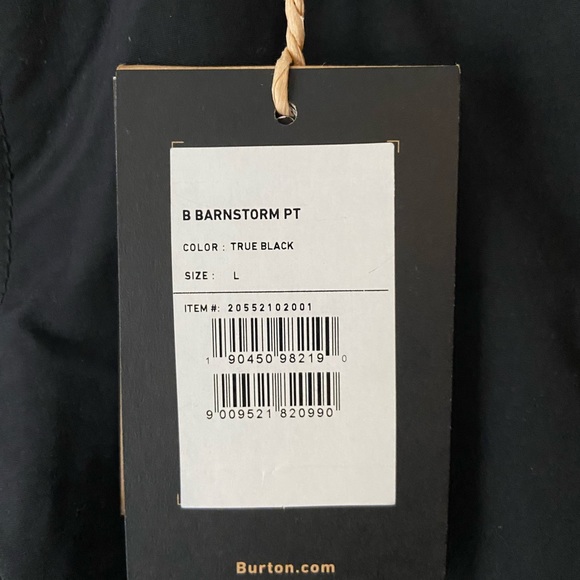 B BARNSTORM PT
COLOR : TRUE BLACK
SIZE : L
ITEM #: 20552102001
1 90450 98219 0
9 009521 820990
Burton.com